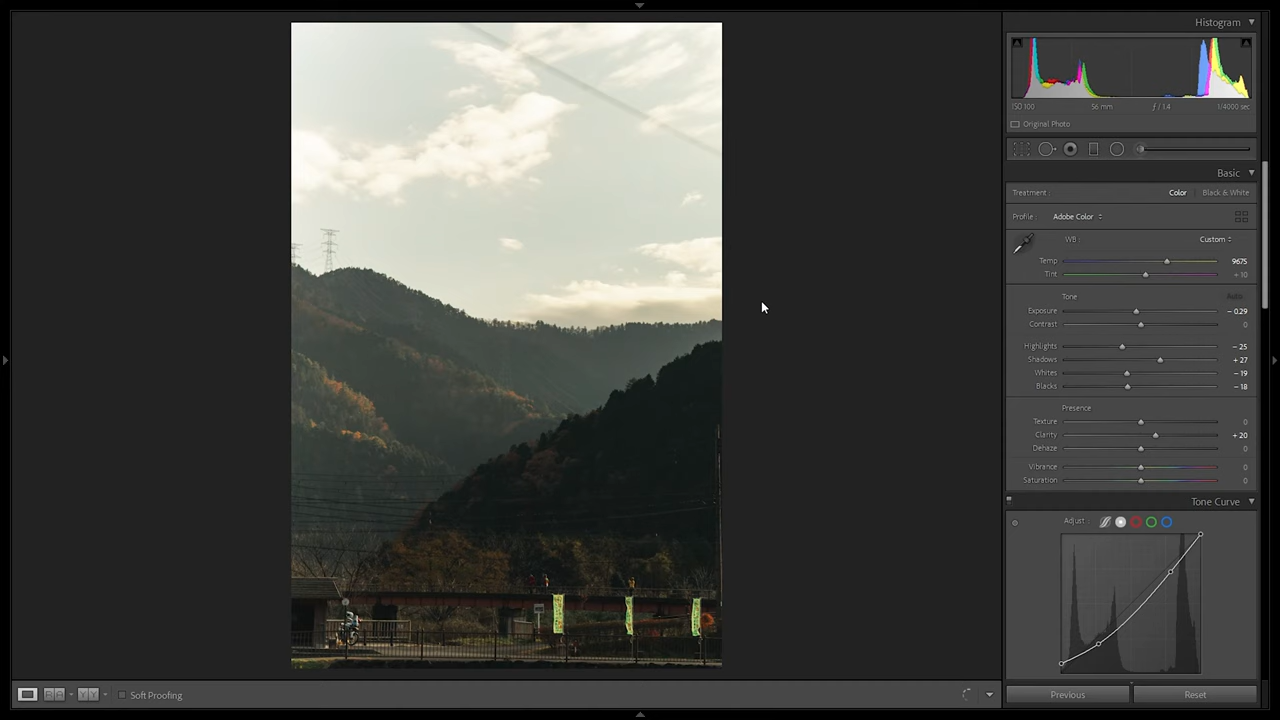 Histogram
ISO 100 56 mm ƒ / 1.4 1/4000 sec
Original Photo
Basic
Treatment : Color Black & White
Profile : Adobe Color
WB : Custom
Temp 9675
Tint + 10
Tone Auto
Exposure − 0.29
Contrast 0
Highlights − 25
Shadows + 27
Whites − 19
Blacks − 18
Presence
Texture 0
Clarity + 20
Dehaze 0
Vibrance 0
Saturation 0
Tone Curve
Adjust :
Soft Proofing
Previous Reset